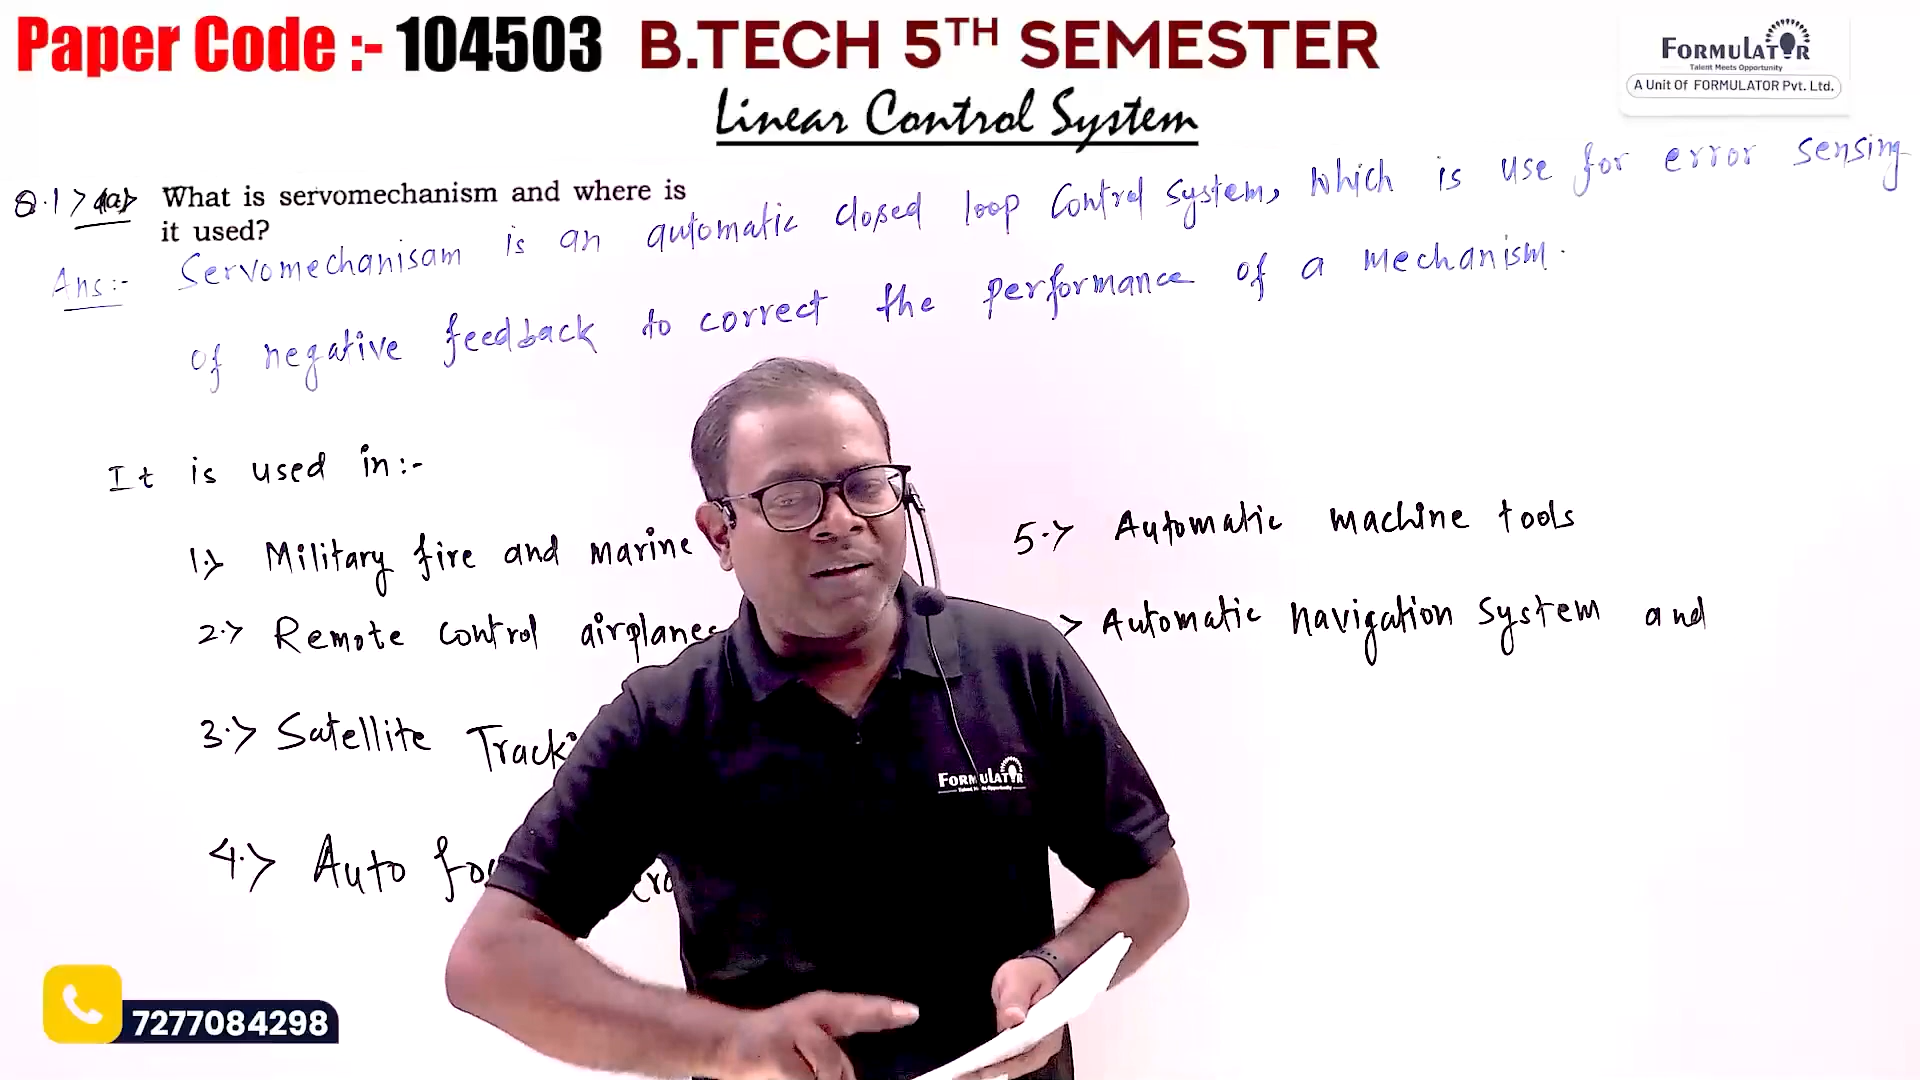 Paper Code :- 104503 B.TECH 5TH SEMESTER
FORMULATOR
Talent Meets Opportunity
A Unit Of FORMULATOR Pvt. Ltd.
Linear Control System
Q.1> (a) What is servomechanism and where is
it used?
Ans:- Servomechanisam is an automatic closed loop Control system, which is use for error sensing
of negative feedback to correct the performance of a mechanism.
It is used in:-
1.> Military fire and marine
2.> Remote control airplanes
3.> Satellite
4.> Auto
5.> Automatic machine tools
> Automatic navigation system and
FORMULATOR
7277084298